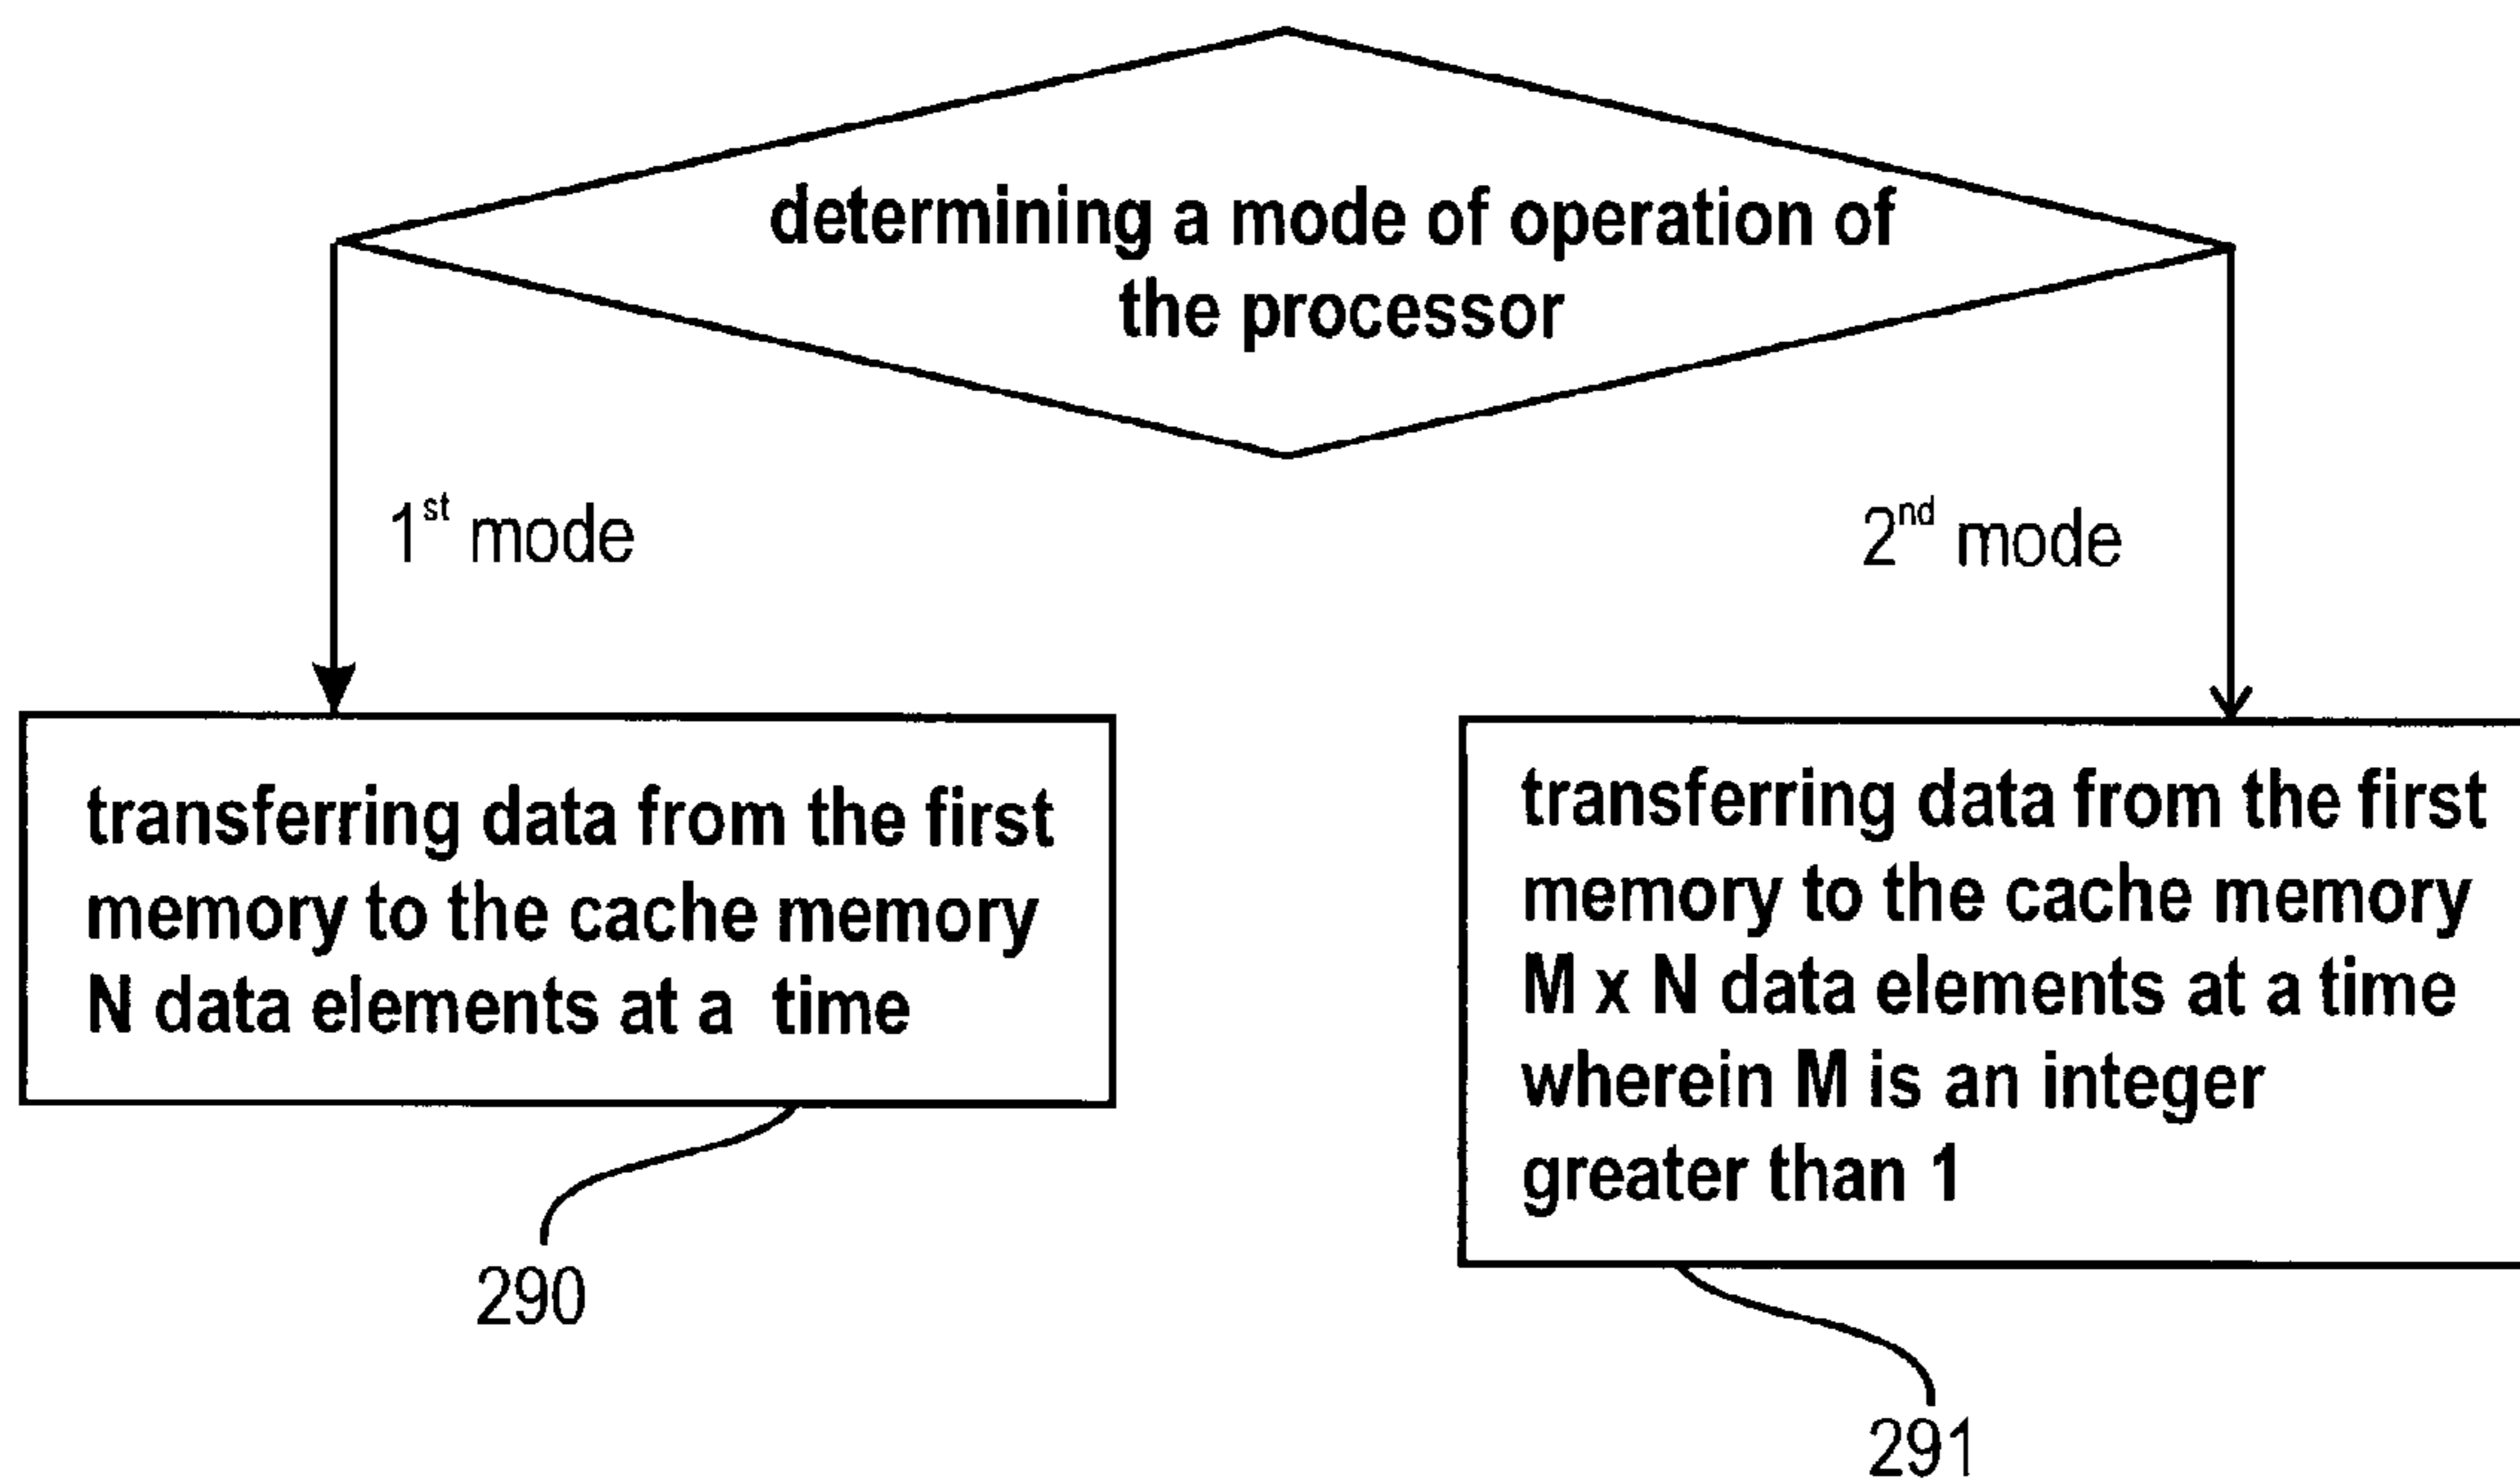 determining a mode of operation of
the processor
1st mode
2nd mode
transferring data from the first
memory to the cache memory
N data elements at a time
290
transferring data from the first
memory to the cache memory
M x N data elements at a time
wherein M is an integer
greater than 1
291